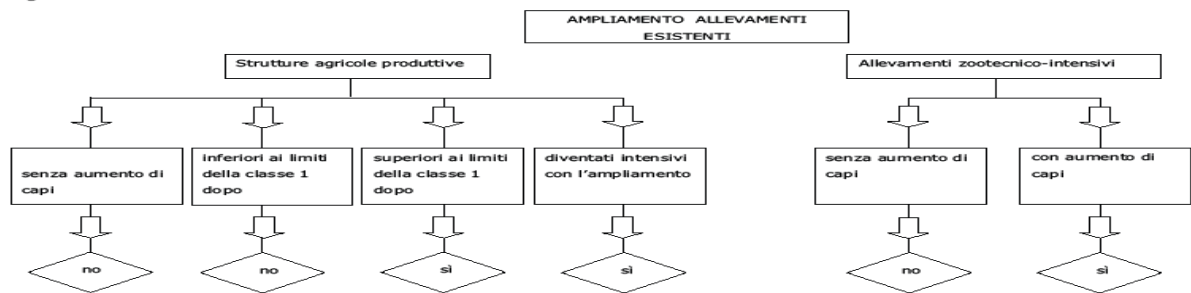 AMPLIAMENTO ALLEVAMENTI
ESISTENTI
Strutture agricole produttive
Allevamenti zootecnico-intensivi
senza aumento di
capi
inferiori ai limiti
della classe 1
dopo
superiori ai limiti
della classe 1
dopo
diventati intensivi
con l'ampliamento
senza aumento di
capi
con aumento di
capi
no
no
sì
sì
no
sì